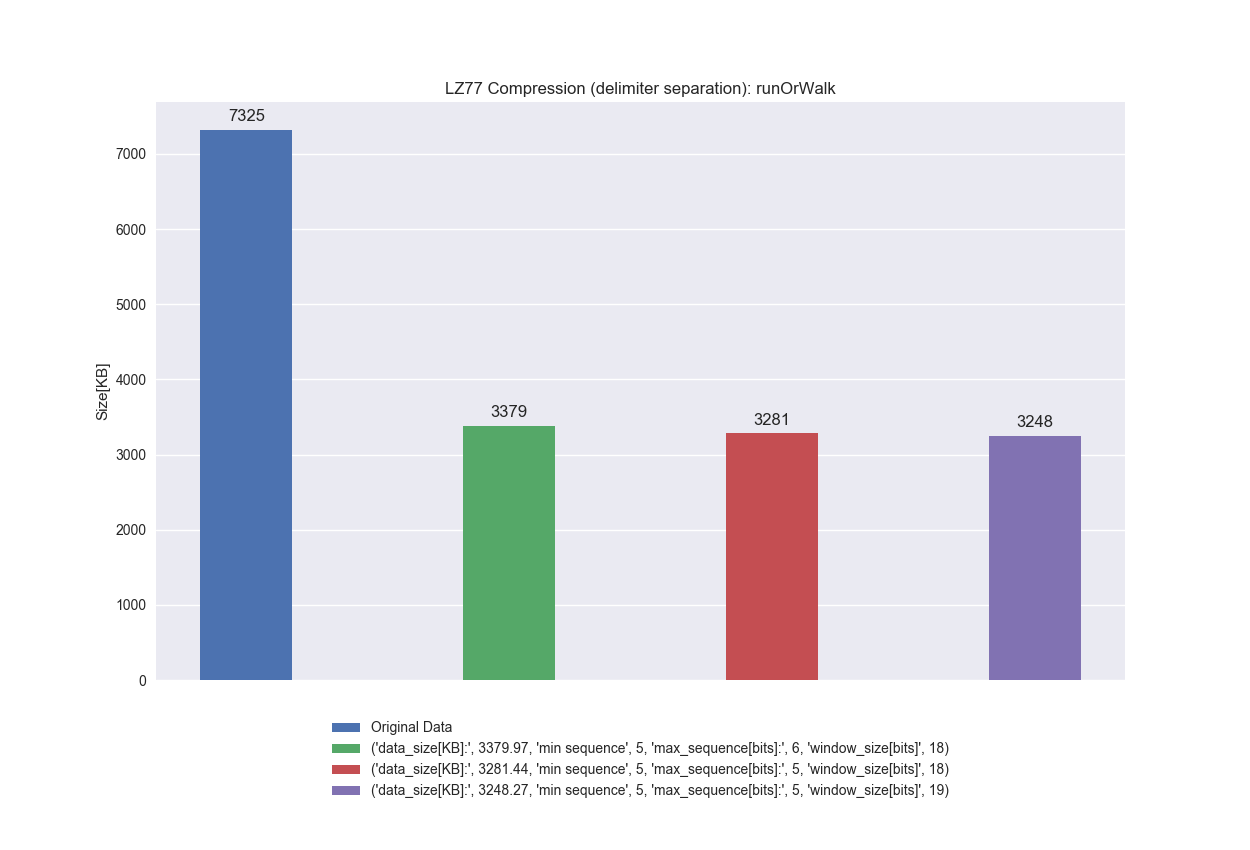 LZ77 Compression (delimiter separation): runOrWalk
7325
7000
6000
5000
4000
Size[KB]
3379
3281
3248
3000
2000
1000
0
Original Data
('data_size[KB]:', 3379.97, 'min sequence', 5, 'max_sequence[bits]:', 6, 'window_size[bits]', 18)
('data_size[KB]:', 3281.44, 'min sequence', 5, 'max_sequence[bits]:', 5, 'window_size[bits]', 18)
('data_size[KB]:', 3248.27, 'min sequence', 5, 'max_sequence[bits]:', 5, 'window_size[bits]', 19)